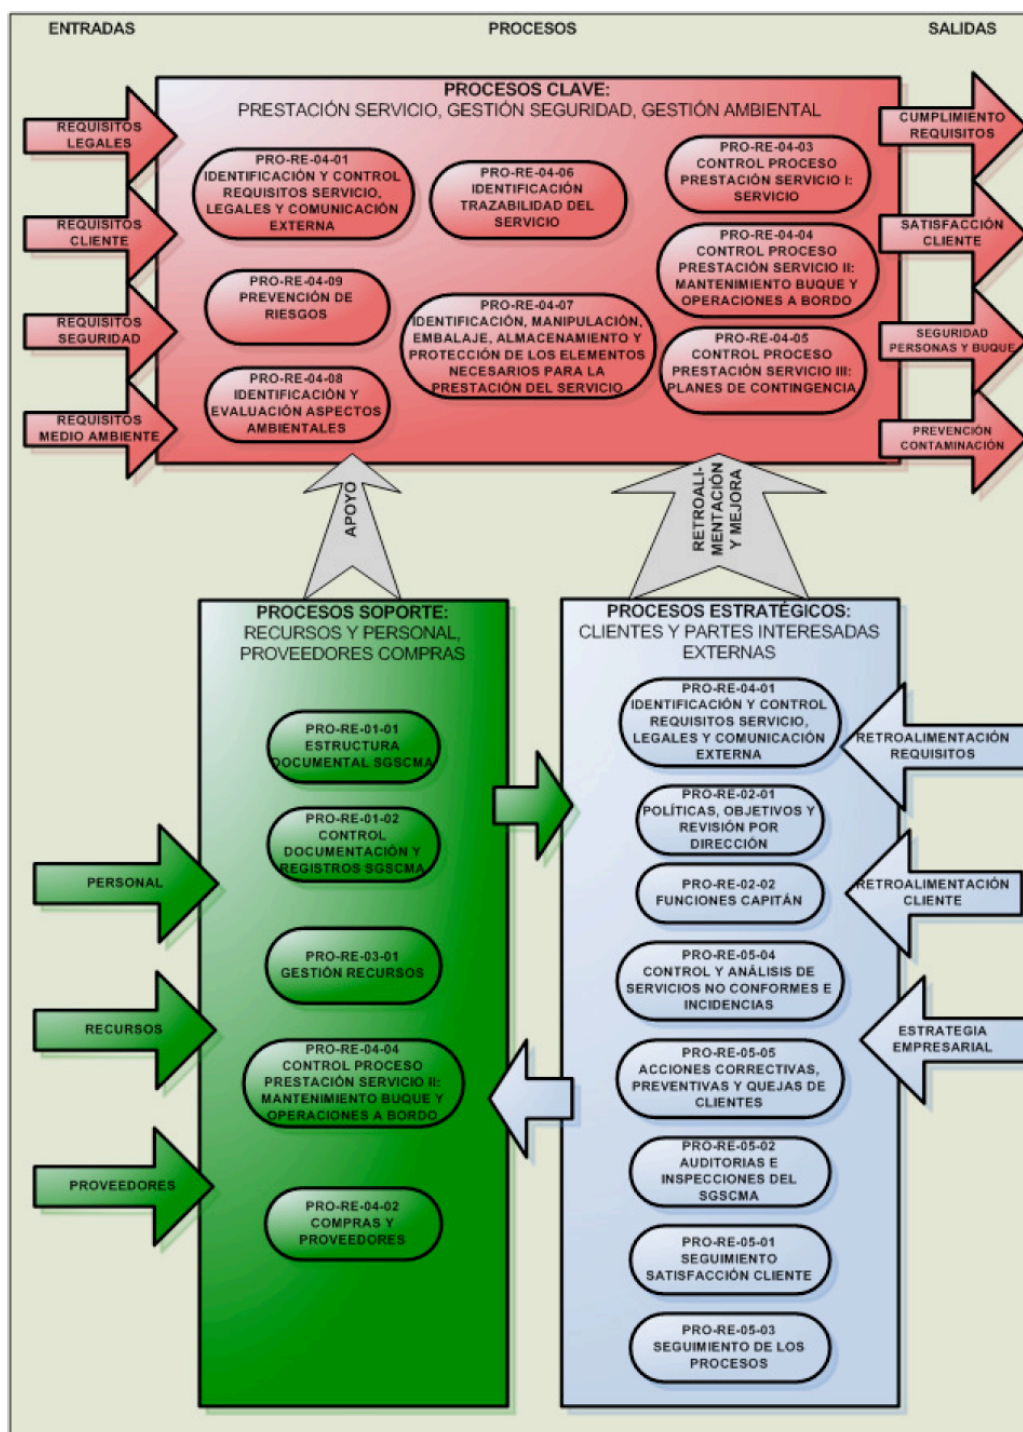 ENTRADAS
PROCESOS
SALIDAS
PROCESOS CLAVE:
PRESTACIÓN SERVICIO, GESTIÓN SEGURIDAD, GESTIÓN AMBIENTAL
REQUISITOS
LEGALES
REQUISITOS
CLIENTE
REQUISITOS
SEGURIDAD
REQUISITOS
MEDIO AMBIENTE
PRO-RE-04-01
IDENTIFICACIÓN Y CONTROL
REQUISITOS SERVICIO,
LEGALES Y COMUNICACIÓN
EXTERNA
PRO-RE-04-09
PREVENCIÓN DE
RIESGOS
PRO-RE-04-08
IDENTIFICACIÓN Y
EVALUACIÓN ASPECTOS
AMBIENTALES
PRO-RE-04-06
IDENTIFICACIÓN
TRAZABILIDAD DEL
SERVICIO
PRO-RE-04-07
IDENTIFICACIÓN, MANIPULACIÓN,
EMBALAJE, ALMACENAMIENTO Y
PROTECCIÓN DE LOS ELEMENTOS
NECESARIOS PARA LA
PRESTACIÓN DEL SERVICIO
PRO-RE-04-03
CONTROL PROCESO
PRESTACIÓN SERVICIO I:
SERVICIO
PRO-RE-04-04
CONTROL PROCESO
PRESTACIÓN SERVICIO II:
MANTENIMIENTO BUQUE Y
OPERACIONES A BORDO
PRO-RE-04-05
CONTROL PROCESO
PRESTACIÓN SERVICIO III:
PLANES DE CONTINGENCIA
CUMPLIMIENTO
REQUISITOS
SATISFACCIÓN
CLIENTE
SEGURIDAD
PERSONAS Y BUQUE
PREVENCIÓN
CONTAMINACIÓN
APOYO
RETROALI-
MENTACIÓN
Y MEJORA
PROCESOS SOPORTE:
RECURSOS Y PERSONAL,
PROVEEDORES COMPRAS
PRO-RE-01-01
ESTRUCTURA
DOCUMENTAL SGSCMA
PRO-RE-01-02
CONTROL
DOCUMENTACIÓN Y
REGISTROS SGSCMA
PRO-RE-03-01
GESTIÓN RECURSOS
PRO-RE-04-04
CONTROL PROCESO
PRESTACIÓN SERVICIO II:
MANTENIMIENTO BUQUE Y
OPERACIONES A BORDO
PRO-RE-04-02
COMPRAS Y
PROVEEDORES
PERSONAL
RECURSOS
PROVEEDORES
PROCESOS ESTRATÉGICOS:
CLIENTES Y PARTES INTERESADAS
EXTERNAS
PRO-RE-04-01
IDENTIFICACIÓN Y CONTROL
REQUISITOS SERVICIO,
LEGALES Y COMUNICACIÓN
EXTERNA
PRO-RE-02-01
POLÍTICAS, OBJETIVOS Y
REVISIÓN POR
DIRECCIÓN
PRO-RE-02-02
FUNCIONES CAPITÁN
PRO-RE-05-04
CONTROL Y ANÁLISIS DE
SERVICIOS NO CONFORMES E
INCIDENCIAS
PRO-RE-05-05
ACCIONES CORRECTIVAS,
PREVENTIVAS Y QUEJAS DE
CLIENTES
PRO-RE-05-02
AUDITORIAS E
INSPECCIONES DEL
SGSCMA
PRO-RE-05-01
SEGUIMIENTO
SATISFACCIÓN CLIENTE
PRO-RE-05-03
SEGUIMIENTO DE LOS
PROCESOS
RETROALIMENTACIÓN
REQUISITOS
RETROALIMENTACIÓN
CLIENTE
ESTRATEGIA
EMPRESARIAL